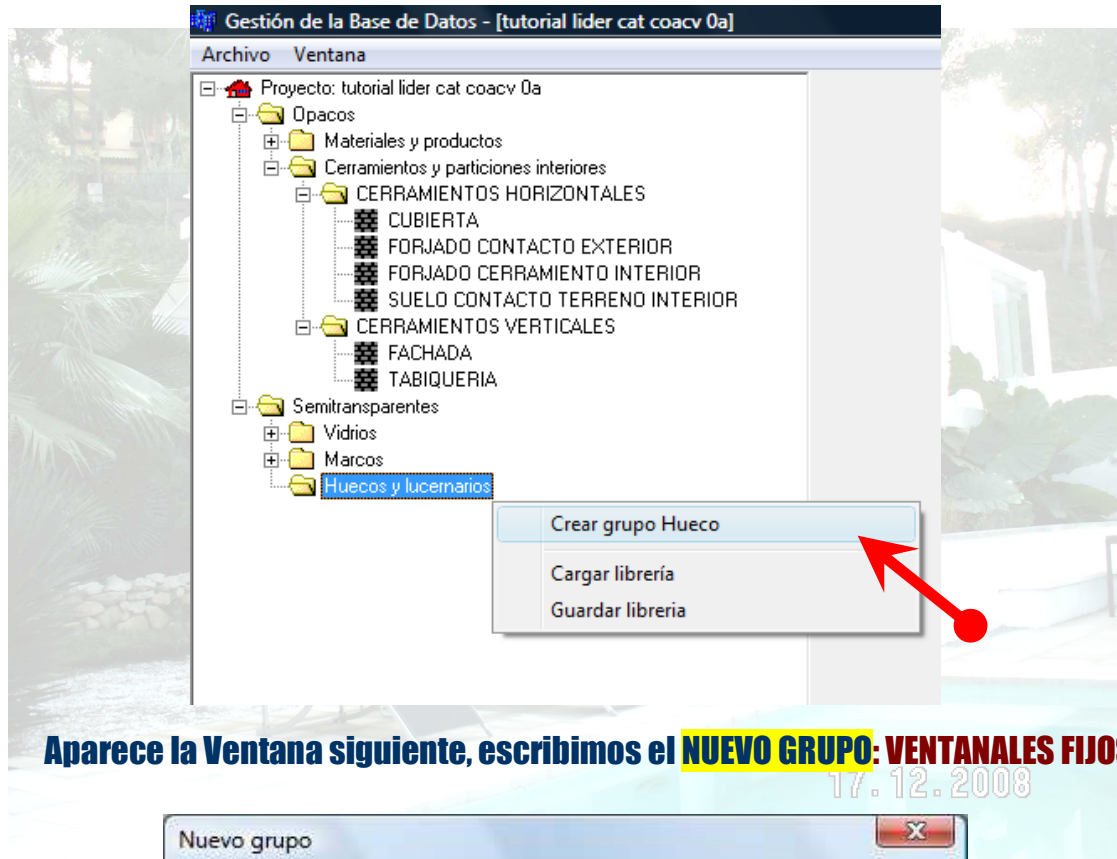 Gestión de la Base de Datos - [tutorial lider cat coacv 0a]
Archivo Ventana
Proyecto: tutorial lider cat coacv 0a
Opacos
Materiales y productos
Cerramientos y particiones interiores
CERRAMIENTOS HORIZONTALES
CUBIERTA
FORJADO CONTACTO EXTERIOR
FORJADO CERRAMIENTO INTERIOR
SUELO CONTACTO TERRENO INTERIOR
CERRAMIENTOS VERTICALES
FACHADA
TABIQUERIA
Semitransparentes
Vidrios
Marcos
Huecos y lucernarios
Crear grupo Hueco
Cargar librería
Guardar libreria
Aparece la Ventana siguiente, escribimos el NUEVO GRUPO: VENTANALES FIJOS
17. 12. 2008
Nuevo grupo